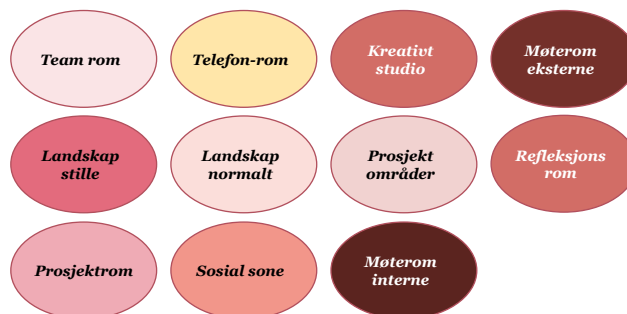 Team rom
Telefon-rom
Kreativt
studio
Møterom
eksterne
Landskap
stille
Landskap
normalt
Prosjekt
områder
Refleksjons
rom
Prosjektrom
Sosial sone
Møterom
interne